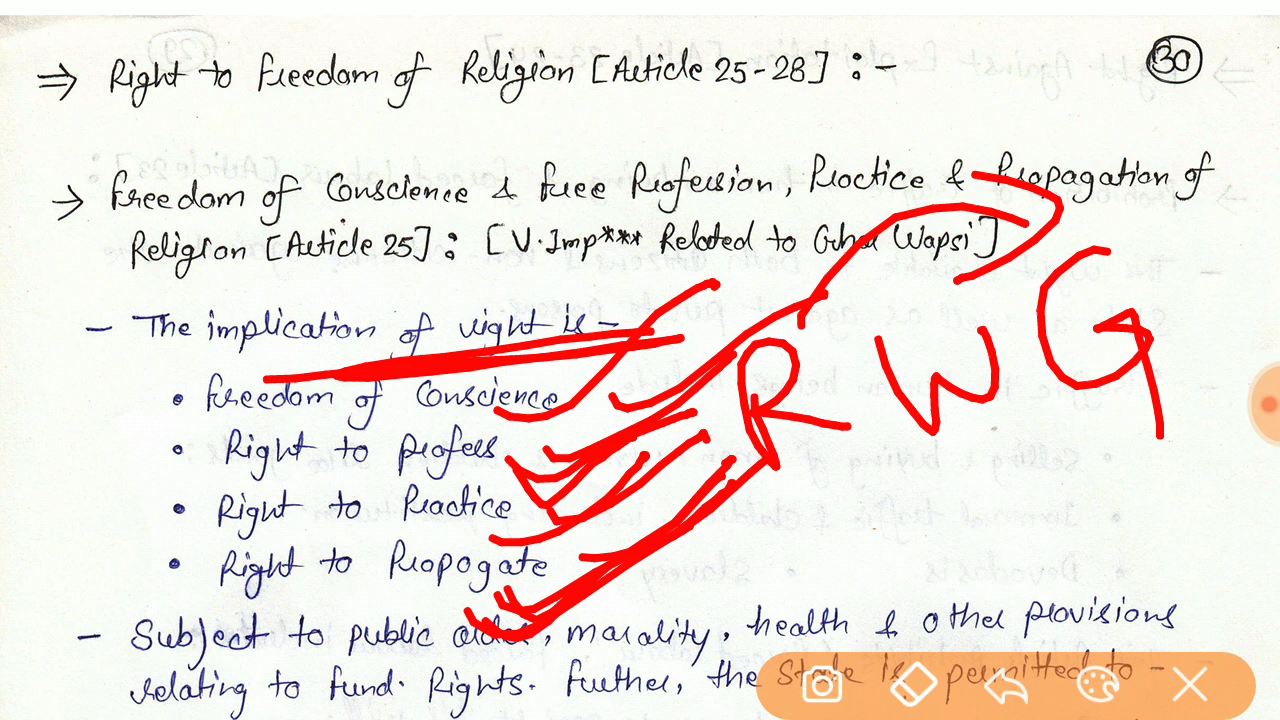 ⇒ Right to freedom of Religion [Article 25-28] :- 30
→ freedom of Conscience & free Profession, Practice & Propagation of
Religion [Article 25] : [V.Imp*** Related to Ghar Wapsi]
- The implication of right is -
• freedom of Conscience
• Right to profess
• Right to Practice
• Right to Propogate
R W G
- Subject to public order, morality, health & other provisions
relating to fund. Rights. Further, the State is permitted to -